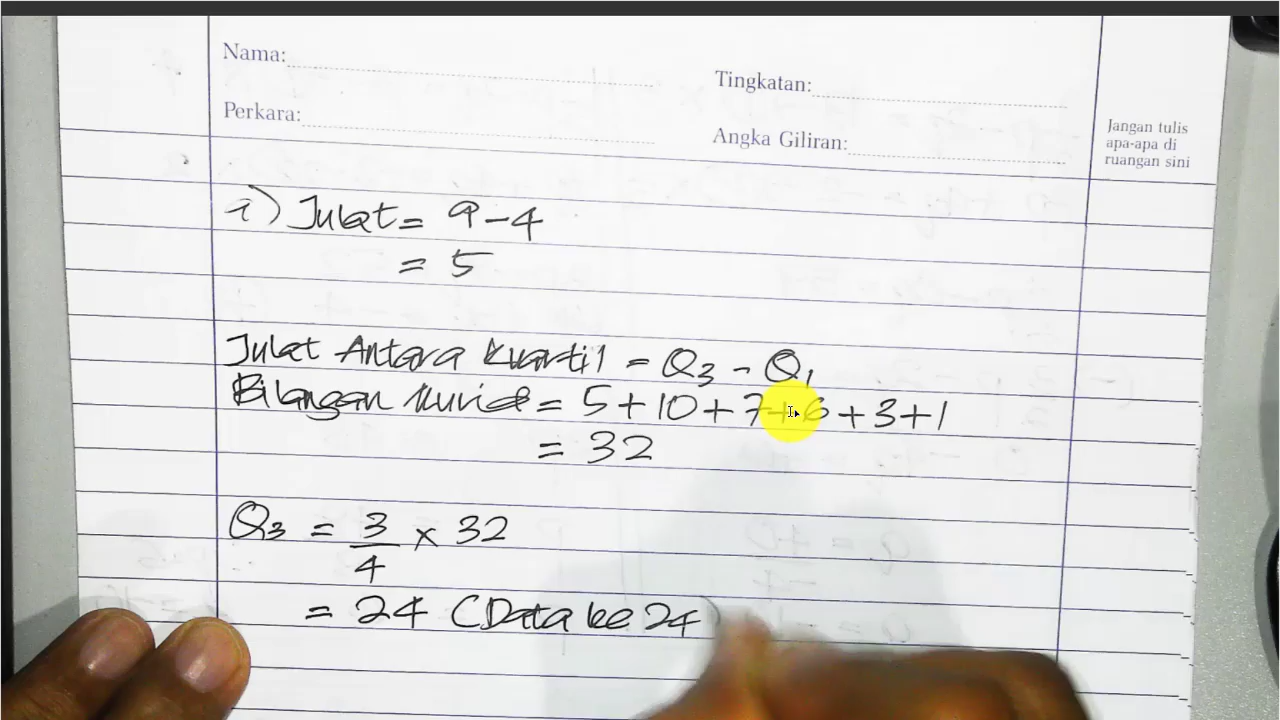 Nama:
Tingkatan:
Perkara:
Angka Giliran:
Jangan tulis
apa-apa di
ruangan sini
a) Julat = 9 - 4
= 5
Julat Antara Kuartil = Q₃ - Q₁
Bilangan Murid = 5 + 10 + 7 + 6 + 3 + 1
= 32
Q₃ = 3/4 × 32
= 24 (Data ke 24)